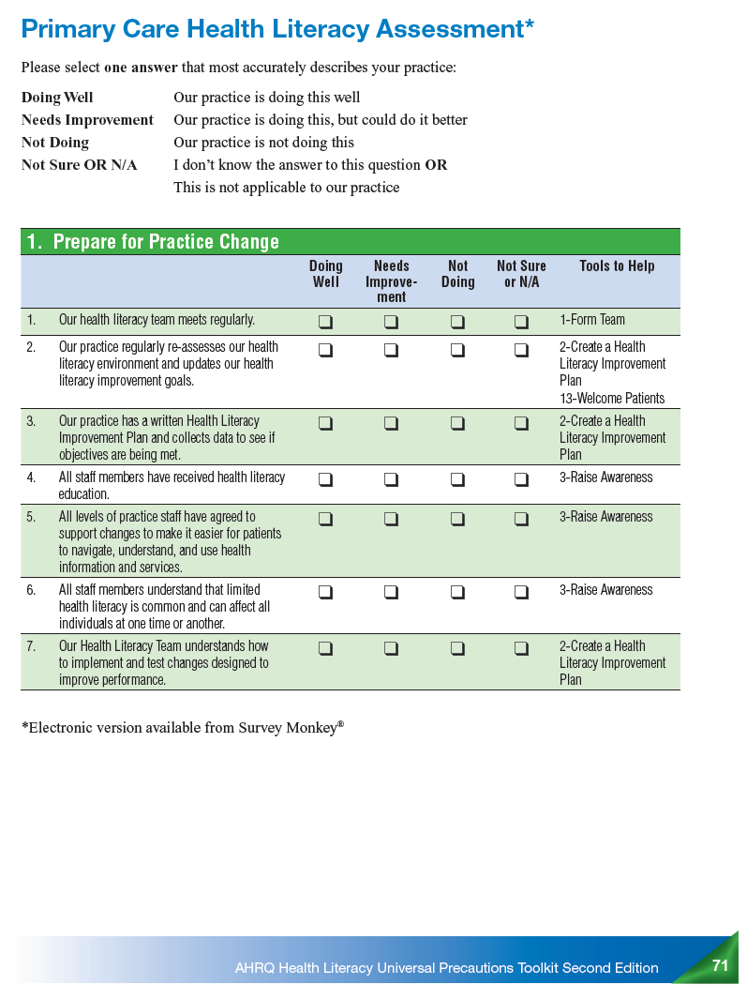 Primary Care Health Literacy Assessment*
Please select one answer that most accurately describes your practice:
Doing Well Our practice is doing this well
Needs Improvement Our practice is doing this, but could do it better
Not Doing Our practice is not doing this
Not Sure OR N/A I don’t know the answer to this question OR
This is not applicable to our practice
1. Prepare for Practice Change
Doing Well
Needs Improve-ment
Not Doing
Not Sure or N/A
Tools to Help
1. Our health literacy team meets regularly. ❏ ❏ ❏ ❏ 1-Form Team
2. Our practice regularly re-assesses our health ❏ ❏ ❏ ❏ 2-Create a Health
literacy environment and updates our health Literacy Improvement
literacy improvement goals. Plan
13-Welcome Patients
3. Our practice has a written Health Literacy ❏ ❏ ❏ ❏ 2-Create a Health
Improvement Plan and collects data to see if Literacy Improvement
objectives are being met. Plan
4. All staff members have received health literacy ❏ ❏ ❏ ❏ 3-Raise Awareness
education.
5. All levels of practice staff have agreed to ❏ ❏ ❏ ❏ 3-Raise Awareness
support changes to make it easier for patients
to navigate, understand, and use health
information and services.
6. All staff members understand that limited ❏ ❏ ❏ ❏ 3-Raise Awareness
health literacy is common and can affect all
individuals at one time or another.
7. Our Health Literacy Team understands how ❏ ❏ ❏ ❏ 2-Create a Health
to implement and test changes designed to Literacy Improvement
improve performance. Plan
*Electronic version available from Survey Monkey®
AHRQ Health Literacy Universal Precautions Toolkit Second Edition 71